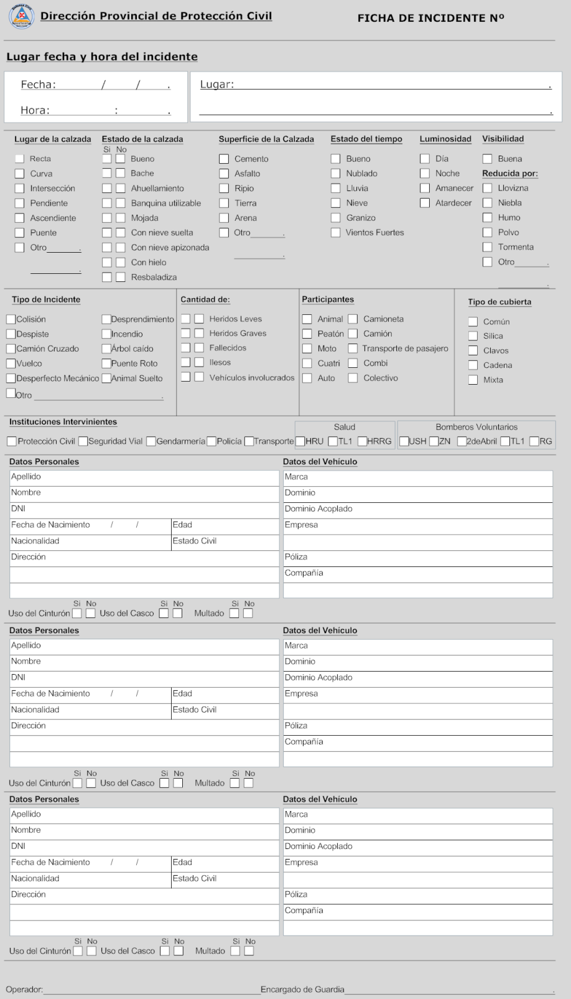 Dirección Provincial de Protección Civil
FICHA DE INCIDENTE Nº
Lugar fecha y hora del incidente
Fecha: / / .
Hora: : .
Lugar: .
.
Lugar de la calzada
Recta
Curva
Intersección
Pendiente
Ascendiente
Puente
Otro______.
________.
Estado de la calzada
Si No
Bueno
Bache
Ahuellamiento
Banquina utilizable
Mojada
Con nieve suelta
Con nieve apizonada
Con hielo
Resbaladiza
Superficie de la Calzada
Cemento
Asfalto
Ripio
Tierra
Arena
Otro______.
________.
Estado del tiempo
Bueno
Nublado
Lluvia
Nieve
Granizo
Vientos Fuertes
Luminosidad
Día
Noche
Amanecer
Atardecer
Visibilidad
Buena
Reducida por:
Llovizna
Niebla
Humo
Polvo
Tormenta
Otro______.
________.
Tipo de Incidente
Colisión
Despiste
Camión Cruzado
Vuelco
Desperfecto Mecánico
Otro ____________________.
Desprendimiento
Incendio
Árbol caído
Puente Roto
Animal Suelto
Cantidad de:
Heridos Leves
Heridos Graves
Fallecidos
Ilesos
Vehículos involucrados
Participantes
Animal
Peatón
Moto
Cuatri
Auto
Camioneta
Camión
Transporte de pasajero
Combi
Colectivo
Tipo de cubierta
Común
Silica
Clavos
Cadena
Mixta
Instituciones Intervinientes
Protección Civil Seguridad Vial Gendarmería Policía Transporte
Salud
HRU TL1 HRRG
Bomberos Voluntarios
USH ZN 2deAbril TL1 RG
Datos Personales
Apellido
Nombre
DNI
Fecha de Nacimiento / / Edad
Nacionalidad Estado Civil
Dirección
Datos del Vehículo
Marca
Dominio
Dominio Acoplado
Empresa
Póliza
Compañía
Si No Si No Si No
Uso del Cinturón Uso del Casco Multado
Datos Personales
Apellido
Nombre
DNI
Fecha de Nacimiento / / Edad
Nacionalidad Estado Civil
Dirección
Datos del Vehículo
Marca
Dominio
Dominio Acoplado
Empresa
Póliza
Compañía
Si No Si No Si No
Uso del Cinturón Uso del Casco Multado
Datos Personales
Apellido
Nombre
DNI
Fecha de Nacimiento / / Edad
Nacionalidad Estado Civil
Dirección
Datos del Vehículo
Marca
Dominio
Dominio Acoplado
Empresa
Póliza
Compañía
Si No Si No Si No
Uso del Cinturón Uso del Casco Multado
Operador:____________________Encargado de Guardia____________________.